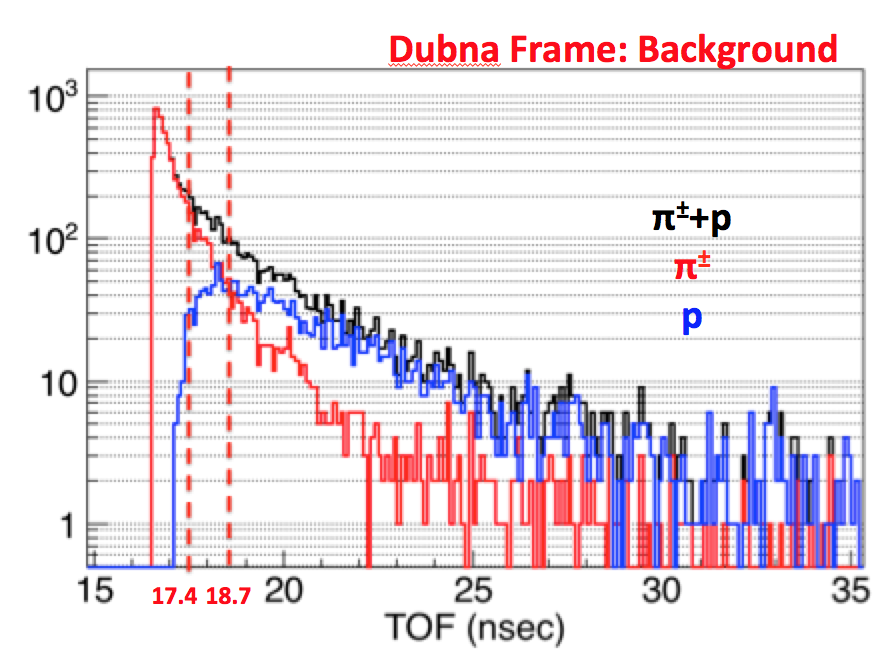 Dubna Frame: Background
10³
10²
10
1
π±+p
π±
p
15 20 25 30 35
17.4 18.7
TOF (nsec)